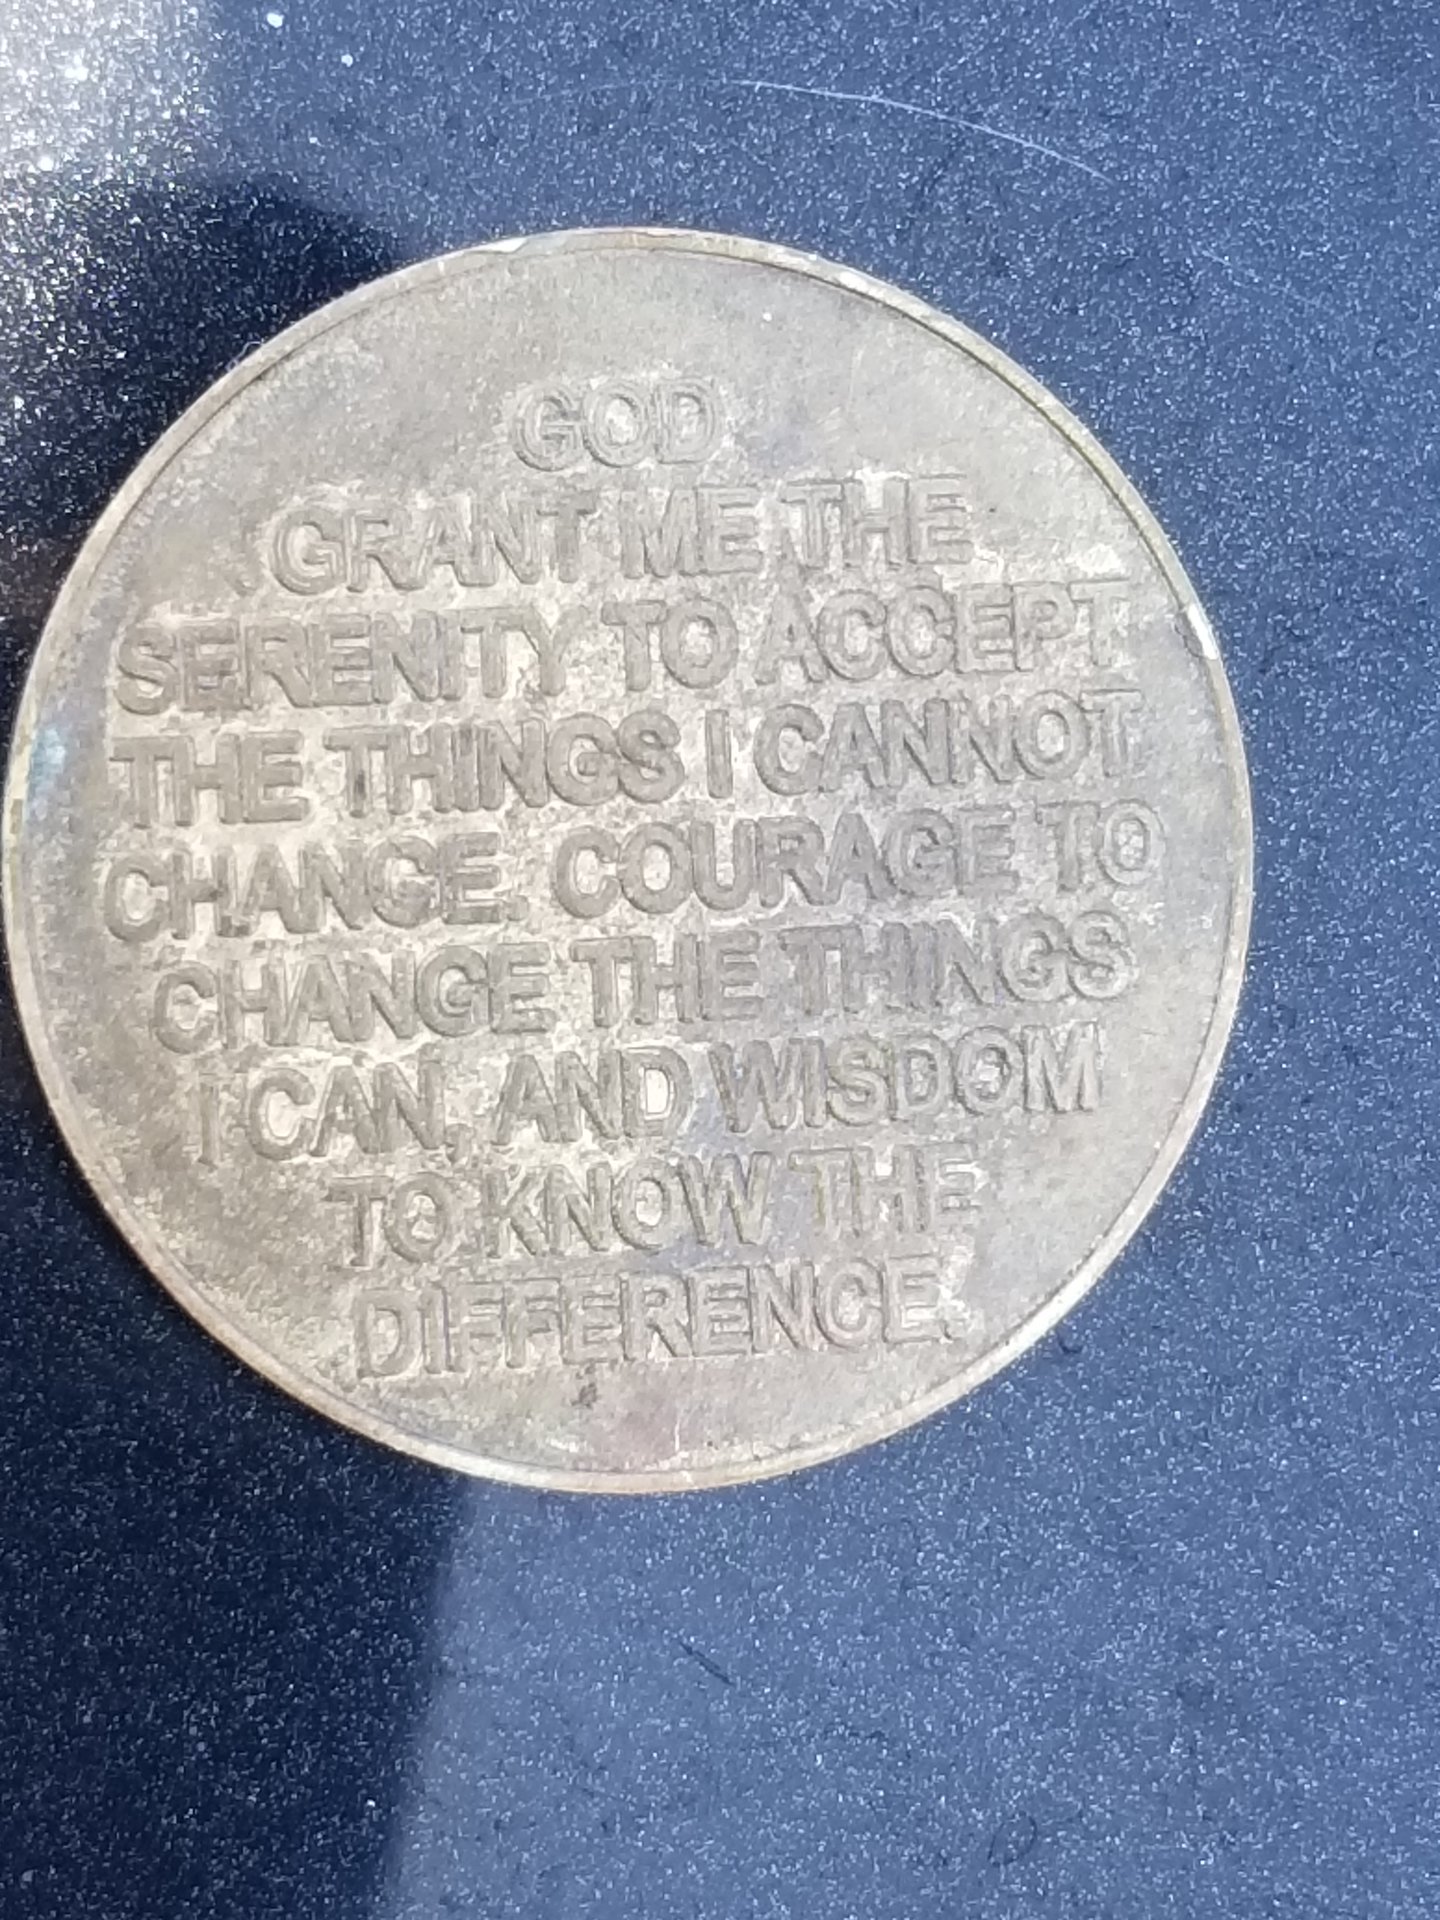 GOD
GRANT ME THE
SERENITY TO ACCEPT
THE THINGS I CANNOT
CHANGE. COURAGE TO
CHANGE THE THINGS
I CAN, AND WISDOM
TO KNOW THE
DIFFERENCE.